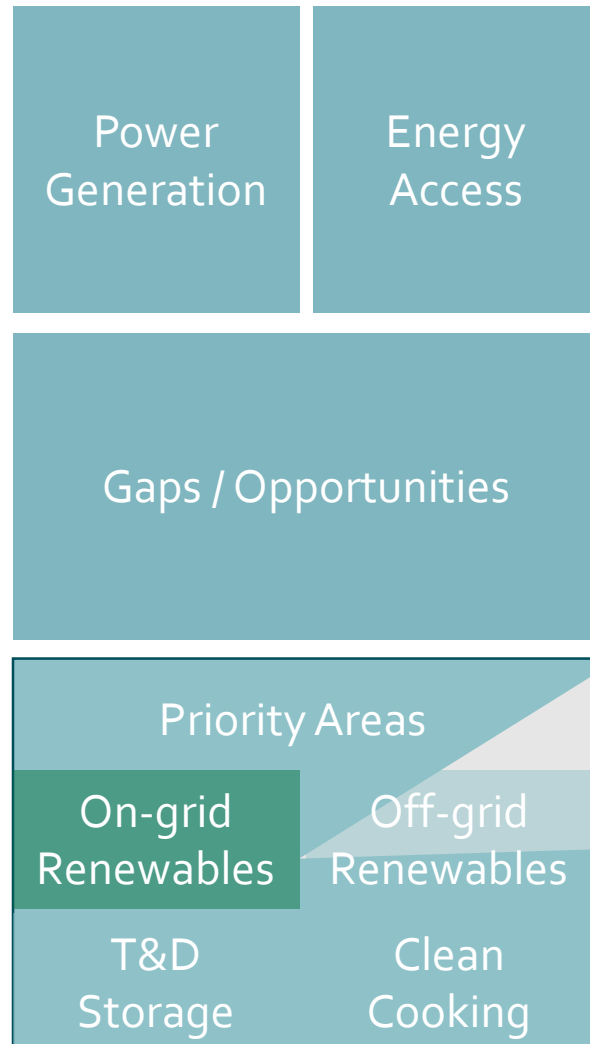 Power
Generation
Energy
Access
Gaps / Opportunities
Priority Areas
On-grid
Renewables
Off-grid
Renewables
T&D
Storage
Clean
Cooking